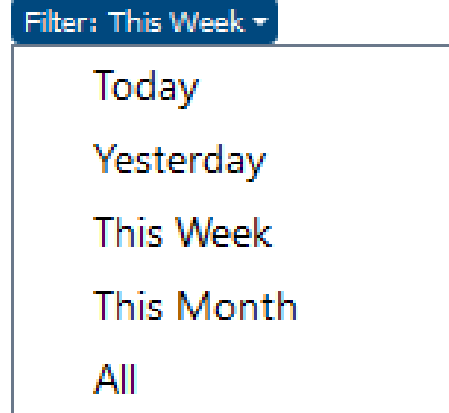 Filter: This Week
Today
Yesterday
This Week
This Month
All